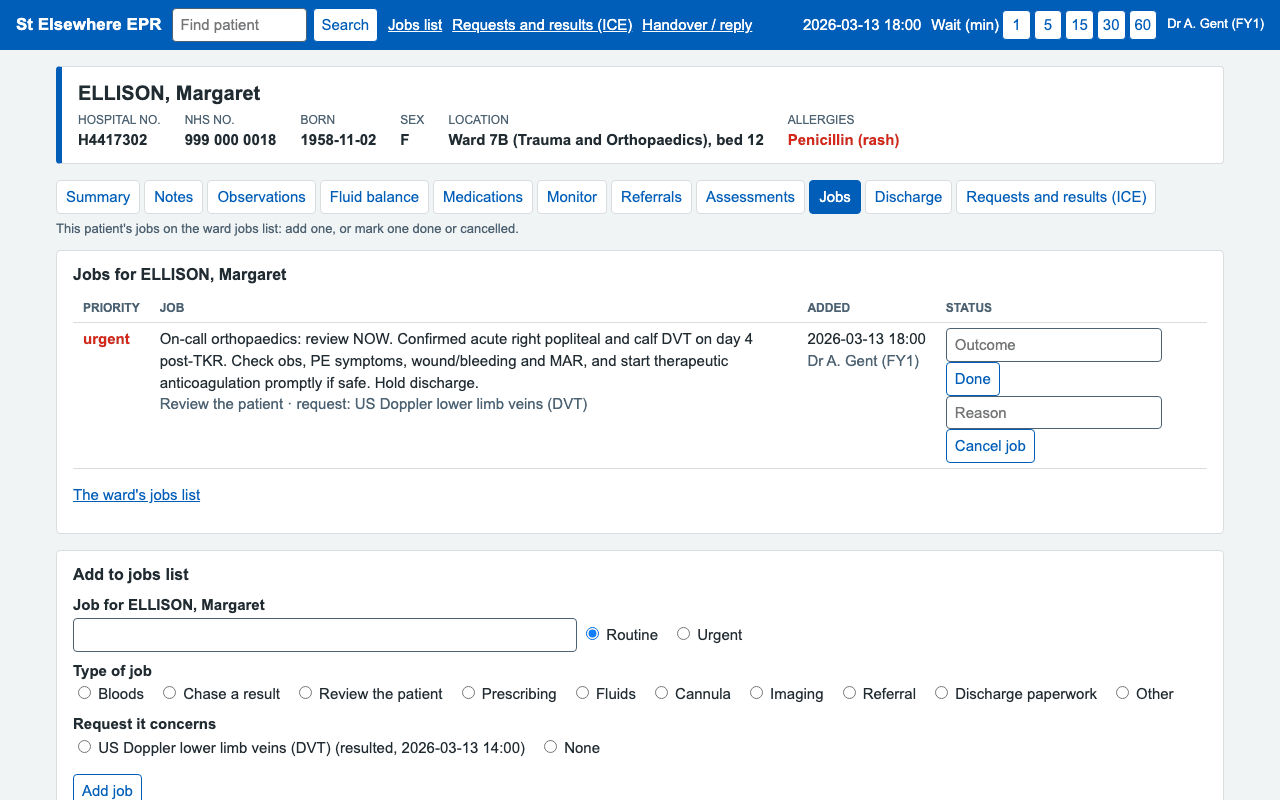 St Elsewhere EPR Find patient Search Jobs list Requests and results (ICE) Handover / reply 2026-03-13 18:00 Wait (min) 1 5 15 30 60 Dr A. Gent (FY1)
ELLISON, Margaret
HOSPITAL NO. NHS NO. BORN SEX LOCATION ALLERGIES
H4417302 999 000 0018 1958-11-02 F Ward 7B (Trauma and Orthopaedics), bed 12 Penicillin (rash)
Summary Notes Observations Fluid balance Medications Monitor Referrals Assessments Jobs Discharge Requests and results (ICE)
This patient's jobs on the ward jobs list: add one, or mark one done or cancelled.
Jobs for ELLISON, Margaret
PRIORITY JOB ADDED STATUS
urgent On-call orthopaedics: review NOW. Confirmed acute right popliteal and calf DVT on day 4 2026-03-13 18:00 Outcome
post-TKR. Check obs, PE symptoms, wound/bleeding and MAR, and start therapeutic Dr A. Gent (FY1)
anticoagulation promptly if safe. Hold discharge. Done
Review the patient · request: US Doppler lower limb veins (DVT) Reason
Cancel job
The ward's jobs list
Add to jobs list
Job for ELLISON, Margaret
Routine Urgent
Type of job
Bloods Chase a result Review the patient Prescribing Fluids Cannula Imaging Referral Discharge paperwork Other
Request it concerns
US Doppler lower limb veins (DVT) (resulted, 2026-03-13 14:00) None
Add job